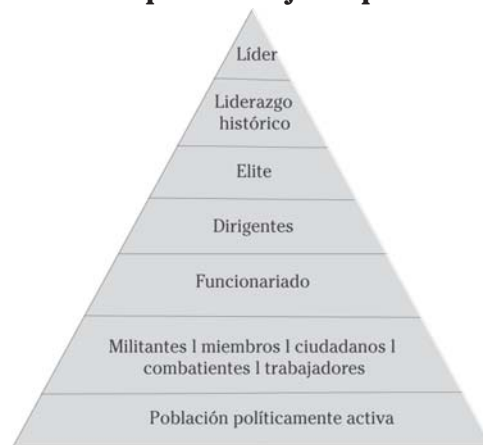 Líder
Liderazgo
histórico
Elite
Dirigentes
Funcionariado
Militantes l miembros l ciudadanos l
combatientes l trabajadores
Población políticamente activa